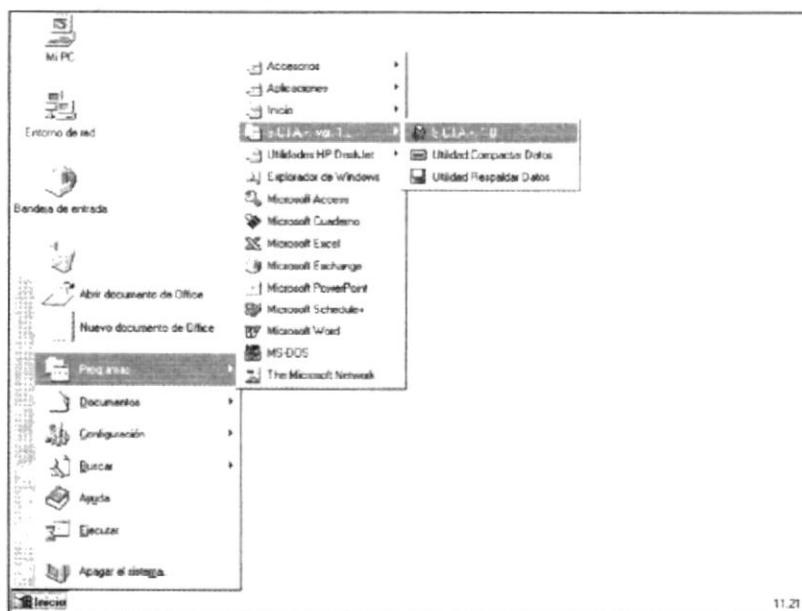 Mi PC
Entorno de red
Bandeja de entrada
Abrir documento de Office
Nuevo documento de Office
Programas
Documentos
Configuración
Buscar
Ayuda
Ejecutar
Apagar el sistema.
Inicio
Accesorios
Aplicaciones
Inicio
Utilidades HP DeskJet
Explorador de Windows
Microsoft Access
Microsoft Cuaderno
Microsoft Excel
Microsoft Exchange
Microsoft PowerPoint
Microsoft Schedule+
Microsoft Word
MS-DOS
The Microsoft Network
Utilidad Compactar Datos
Utilidad Respaldar Datos
11:21